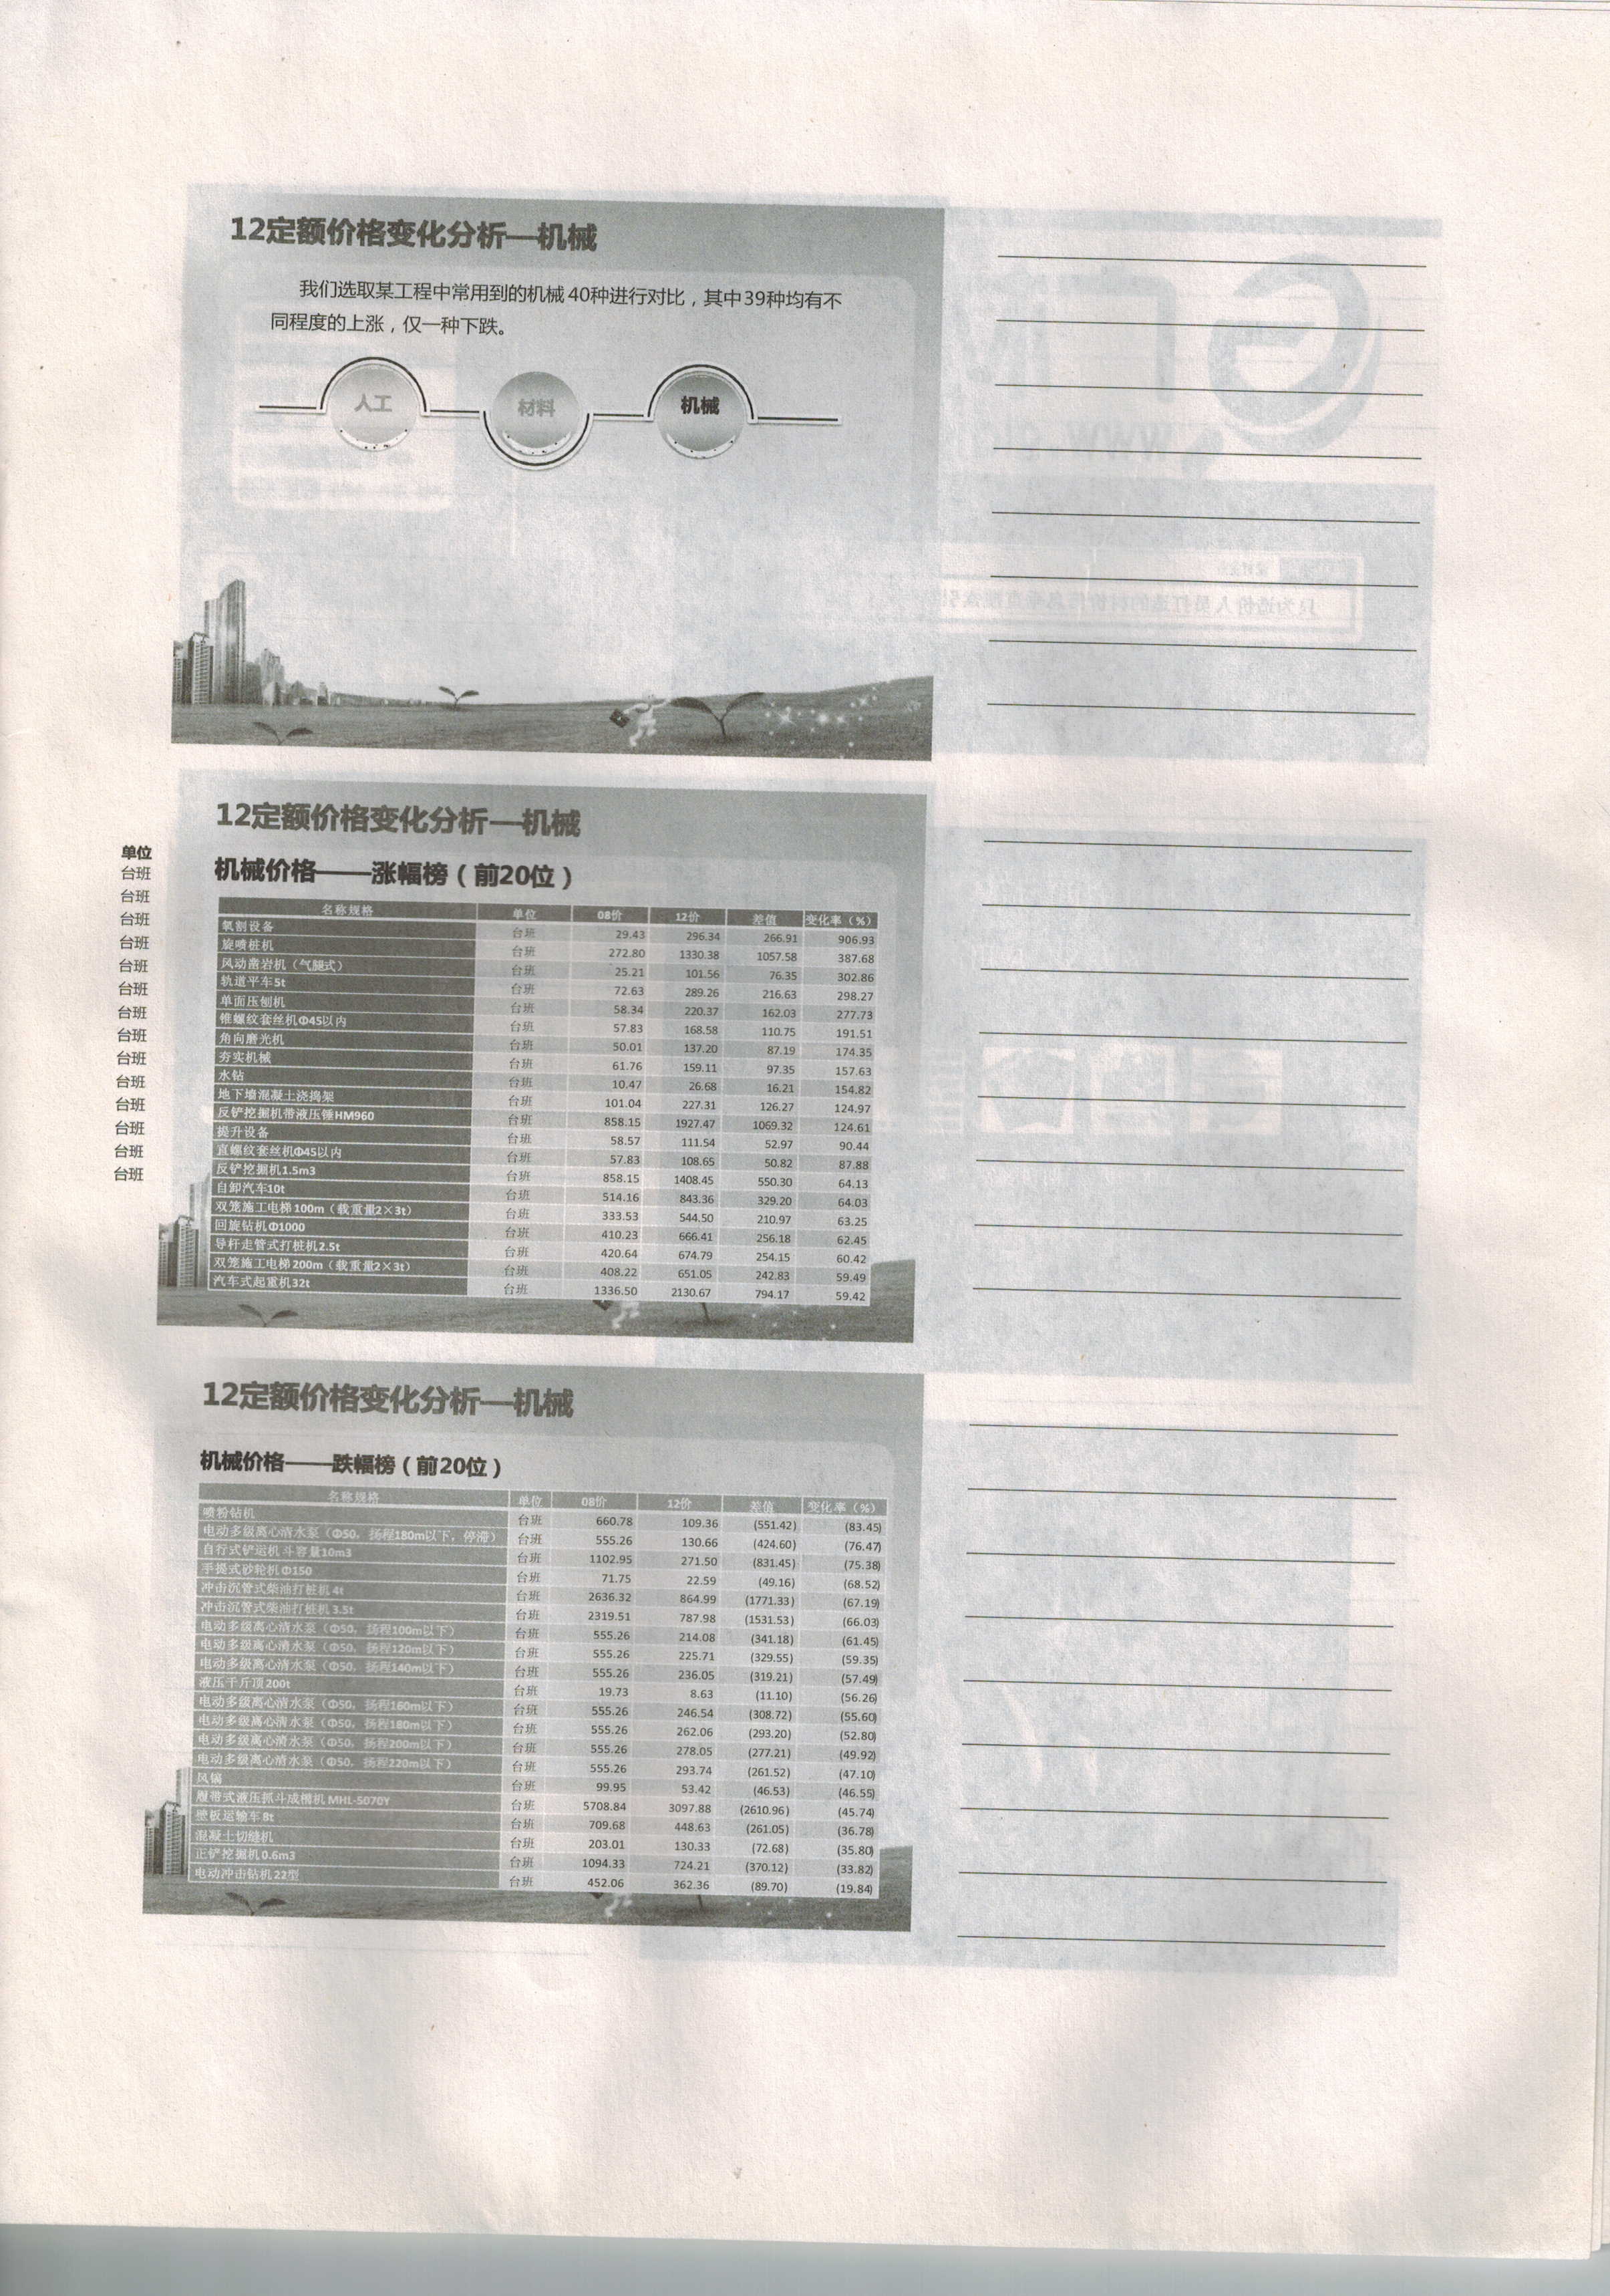 12定额价格变化分析—机械
我们选取某工程中常用到的机械40种进行对比，其中39种均有不
同程度的上涨，仅一种下跌。
人工 材料 机械
12定额价格变化分析—机械
机械价格——涨幅榜（前20位）
单位
台班
台班
台班
台班
台班
台班
台班
台班
台班
台班
台班
台班
台班
台班
名称规格 单位 08价 12价 差值 变化率（%）
氧割设备 台班 29.43 296.34 266.91 906.93
旋喷桩机 台班 272.80 1330.38 1057.58 387.68
风动凿岩机（气腿式） 台班 25.21 101.56 76.35 302.86
轨道平车5t 台班 72.63 289.26 216.63 298.27
单面压刨机 台班 58.34 220.37 162.03 277.73
锥螺纹套丝机Φ45以内 台班 57.83 168.58 110.75 191.51
角向磨光机 台班 50.01 137.20 87.19 174.35
夯实机械 台班 61.76 159.11 97.35 157.63
水钻 台班 10.47 26.68 16.21 154.82
地下墙混凝土浇捣架 台班 101.04 227.31 126.27 124.97
反铲挖掘机带液压锤HM960 台班 858.15 1927.47 1069.32 124.61
提升设备 台班 58.57 111.54 52.97 90.44
直螺纹套丝机Φ45以内 台班 57.83 108.65 50.82 87.88
反铲挖掘机1.5m3 台班 858.15 1408.45 550.30 64.13
自卸汽车10t 台班 514.16 843.36 329.20 64.03
双笼施工电梯100m（载重量2×3t） 台班 333.53 544.50 210.97 63.25
回旋钻机Φ1000 台班 410.23 666.41 256.18 62.45
导杆走管式打桩机2.5t 台班 420.64 674.79 254.15 60.42
双笼施工电梯200m（载重量2×3t） 台班 408.22 651.05 242.83 59.49
汽车式起重机32t 台班 1336.50 2130.67 794.17 59.42
12定额价格变化分析—机械
机械价格——跌幅榜（前20位）
名称规格 单位 08价 12价 差值 变化率（%）
喷粉钻机 台班 660.78 109.36 (551.42) (83.45)
电动多级离心清水泵（Φ50，扬程180m以下，停滞） 台班 555.26 130.66 (424.60) (76.47)
自行式铲运机 斗容量10m3 台班 1102.95 271.50 (831.45) (75.38)
手提式砂轮机Φ150 台班 71.75 22.59 (49.16) (68.52)
冲击沉管式柴油打桩机4t 台班 2636.32 864.99 (1771.33) (67.19)
冲击沉管式柴油打桩机3.5t 台班 2319.51 787.98 (1531.53) (66.03)
电动多级离心清水泵（Φ50，扬程100m以下） 台班 555.26 214.08 (341.18) (61.45)
电动多级离心清水泵（Φ50，扬程120m以下） 台班 555.26 225.71 (329.55) (59.35)
电动多级离心清水泵（Φ50，扬程140m以下） 台班 555.26 236.05 (319.21) (57.49)
液压千斤顶200t 台班 19.73 8.63 (11.10) (56.26)
电动多级离心清水泵（Φ50，扬程160m以下） 台班 555.26 246.54 (308.72) (55.60)
电动多级离心清水泵（Φ50，扬程180m以下） 台班 555.26 262.06 (293.20) (52.80)
电动多级离心清水泵（Φ50，扬程200m以下） 台班 555.26 278.05 (277.21) (49.92)
电动多级离心清水泵（Φ50，扬程220m以下） 台班 555.26 293.74 (261.52) (47.10)
风镐 台班 99.95 53.42 (46.53) (46.55)
履带式液压抓斗成槽机MHL-5070Y 台班 5708.84 3097.88 (2610.96) (45.74)
壁板运输车8t 台班 709.68 448.63 (261.05) (36.78)
混凝土切缝机 台班 203.01 130.33 (72.68) (35.80)
正铲挖掘机0.6m3 台班 1094.33 724.21 (370.12) (33.82)
电动冲击钻机22型 台班 452.06 362.36 (89.70) (19.84)